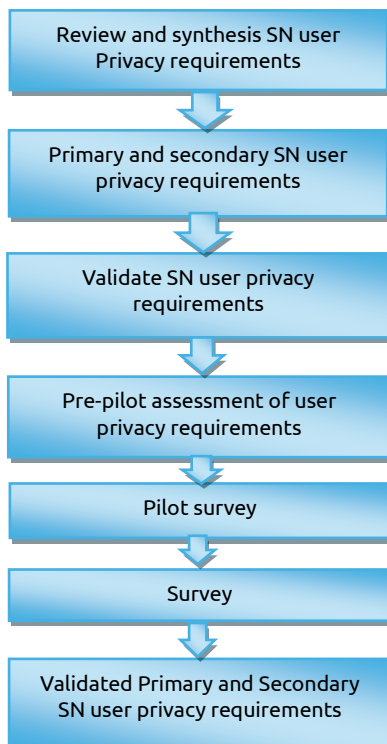 Review and synthesis SN user
Privacy requirements
Primary and secondary SN user
privacy requirements
Validate SN user privacy
requirements
Pre-pilot assessment of user
privacy requirements
Pilot survey
Survey
Validated Primary and Secondary
SN user privacy requirements